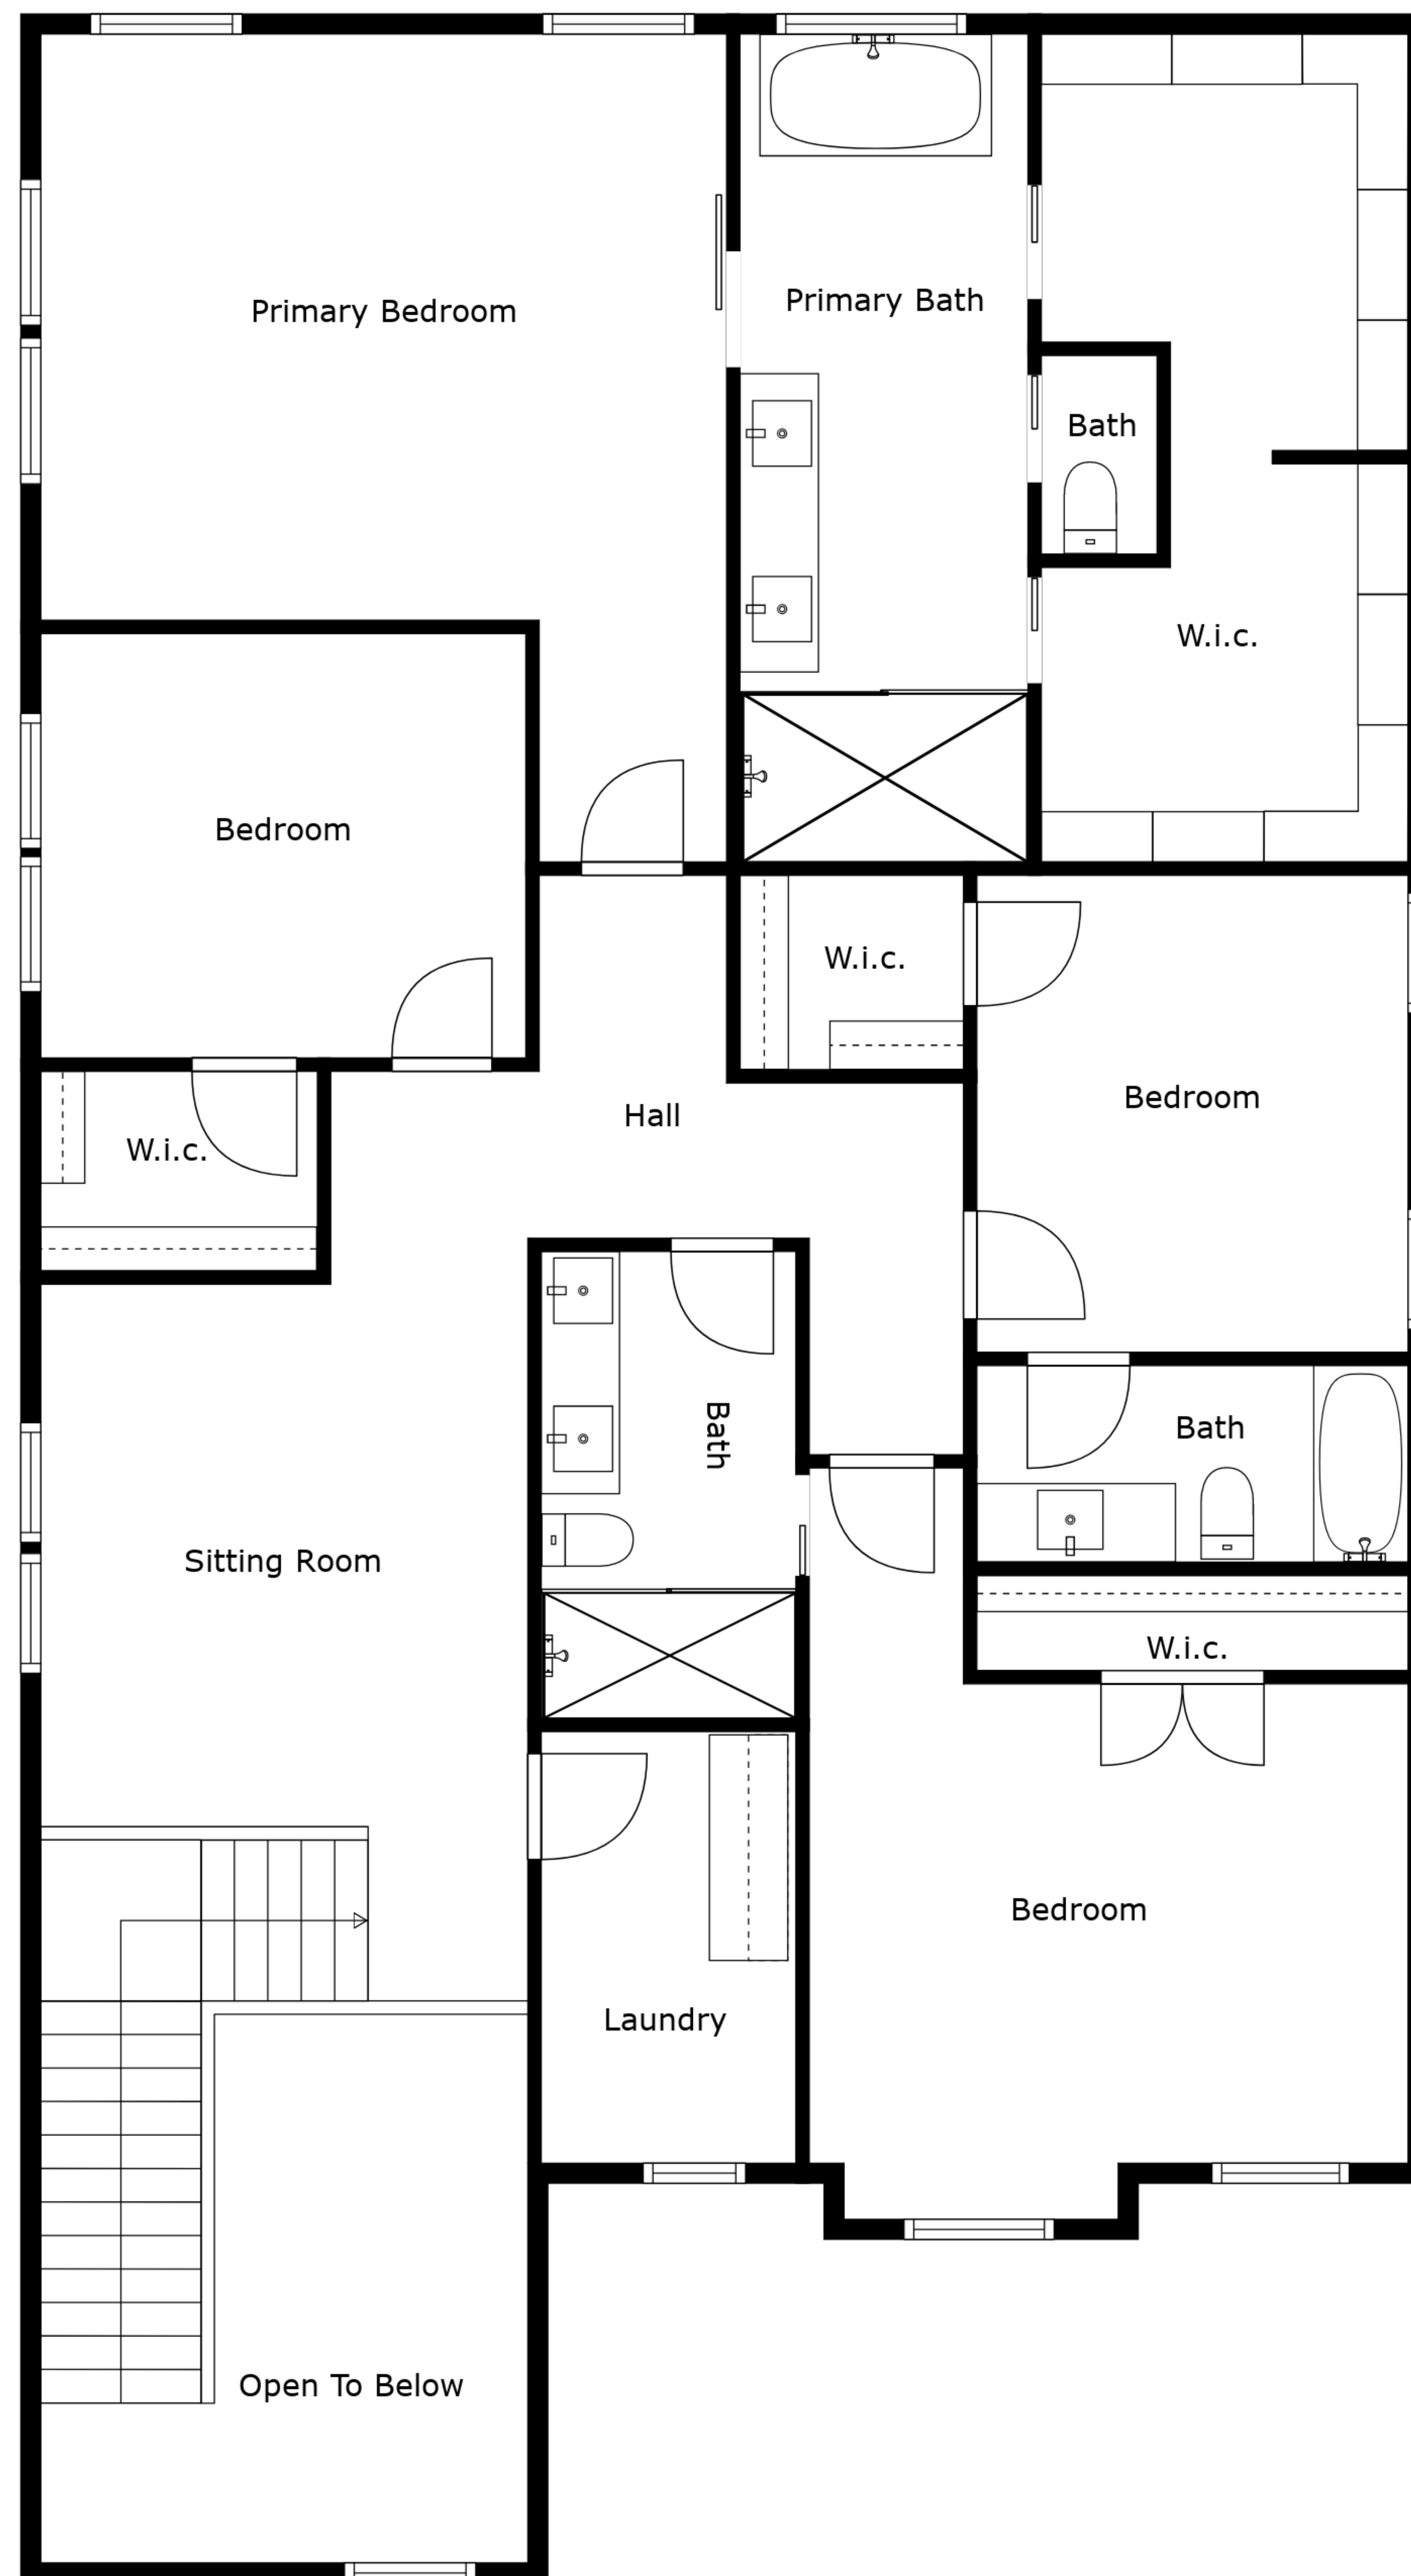 Primary Bedroom
Primary Bath
Bath
W.i.c.
Bedroom
W.i.c.
Bedroom
Hall
W.i.c.
Bath
Bath
Sitting Room
W.i.c.
Bedroom
Laundry
Open To Below